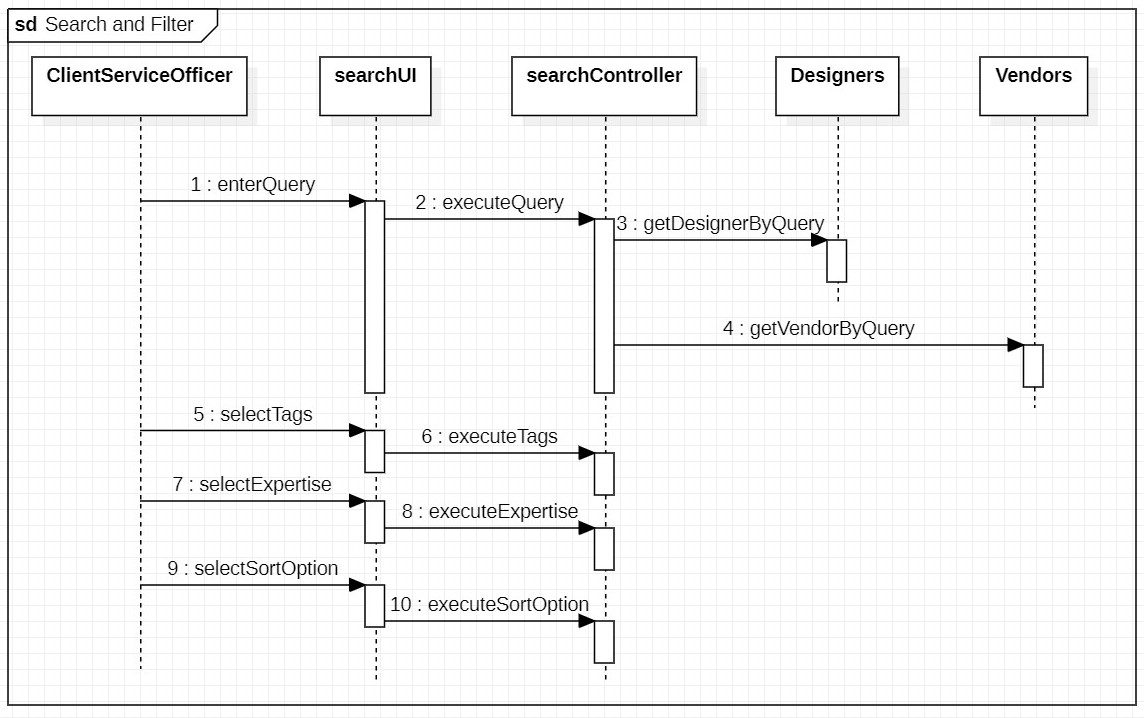 sd Search and Filter
ClientServiceOfficer
searchUI
searchController
Designers
Vendors
1 : enterQuery
2 : executeQuery
3 : getDesignerByQuery
4 : getVendorByQuery
5 : selectTags
6 : executeTags
7 : selectExpertise
8 : executeExpertise
9 : selectSortOption
10 : executeSortOption